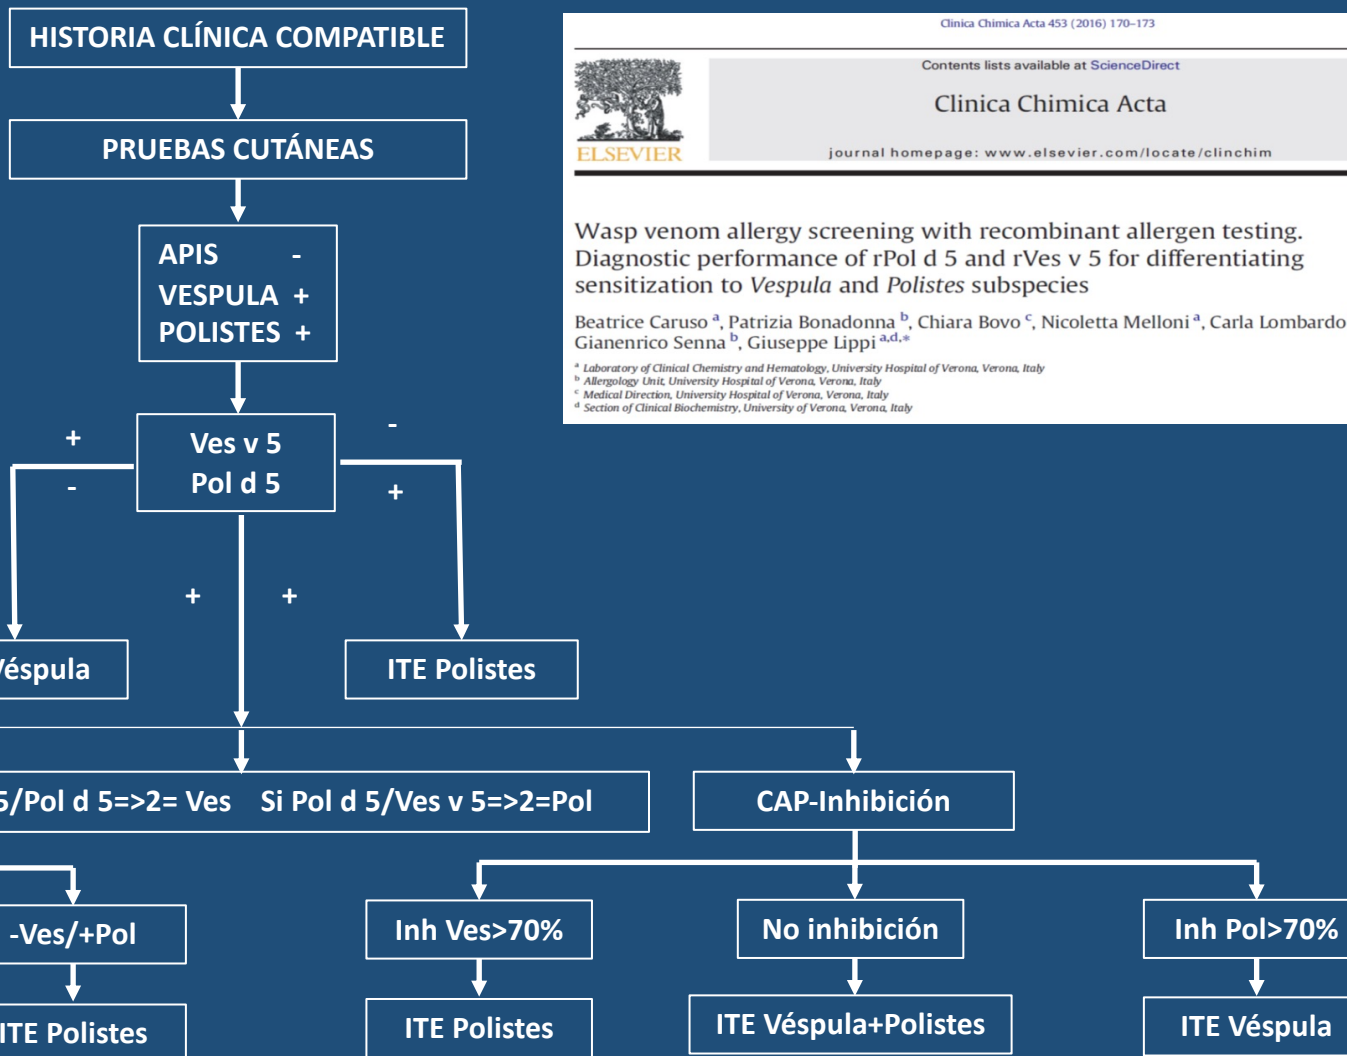 HISTORIA CLÍNICA COMPATIBLE
PRUEBAS CUTÁNEAS
APIS -
VESPULA +
POLISTES +
Clinica Chimica Acta 453 (2016) 170–173
Contents lists available at ScienceDirect
Clinica Chimica Acta
journal homepage: www.elsevier.com/locate/clinchim
ELSEVIER
Wasp venom allergy screening with recombinant allergen testing.
Diagnostic performance of rPol d 5 and rVes v 5 for differentiating
sensitization to Vespula and Polistes subspecies
Beatrice Caruso a, Patrizia Bonadonna b, Chiara Bovo c, Nicoletta Melloni a, Carla Lombardo
Gianenrico Senna b, Giuseppe Lippi a,d,*
a Laboratory of Clinical Chemistry and Hematology, University Hospital of Verona, Verona, Italy
b Allergology Unit, University Hospital of Verona, Verona, Italy
c Medical Direction, University Hospital of Verona, Verona, Italy
d Section of Clinical Biochemistry, University of Verona, Verona, Italy
+ -
Ves v 5
Pol d 5
- +
+ +
Véspula
ITE Polistes
5/Pol d 5=>2= Ves Si Pol d 5/Ves v 5=>2=Pol
CAP-Inhibición
-Ves/+Pol
Inh Ves>70%
No inhibición
Inh Pol>70%
ITE Polistes
ITE Polistes
ITE Véspula+Polistes
ITE Véspula